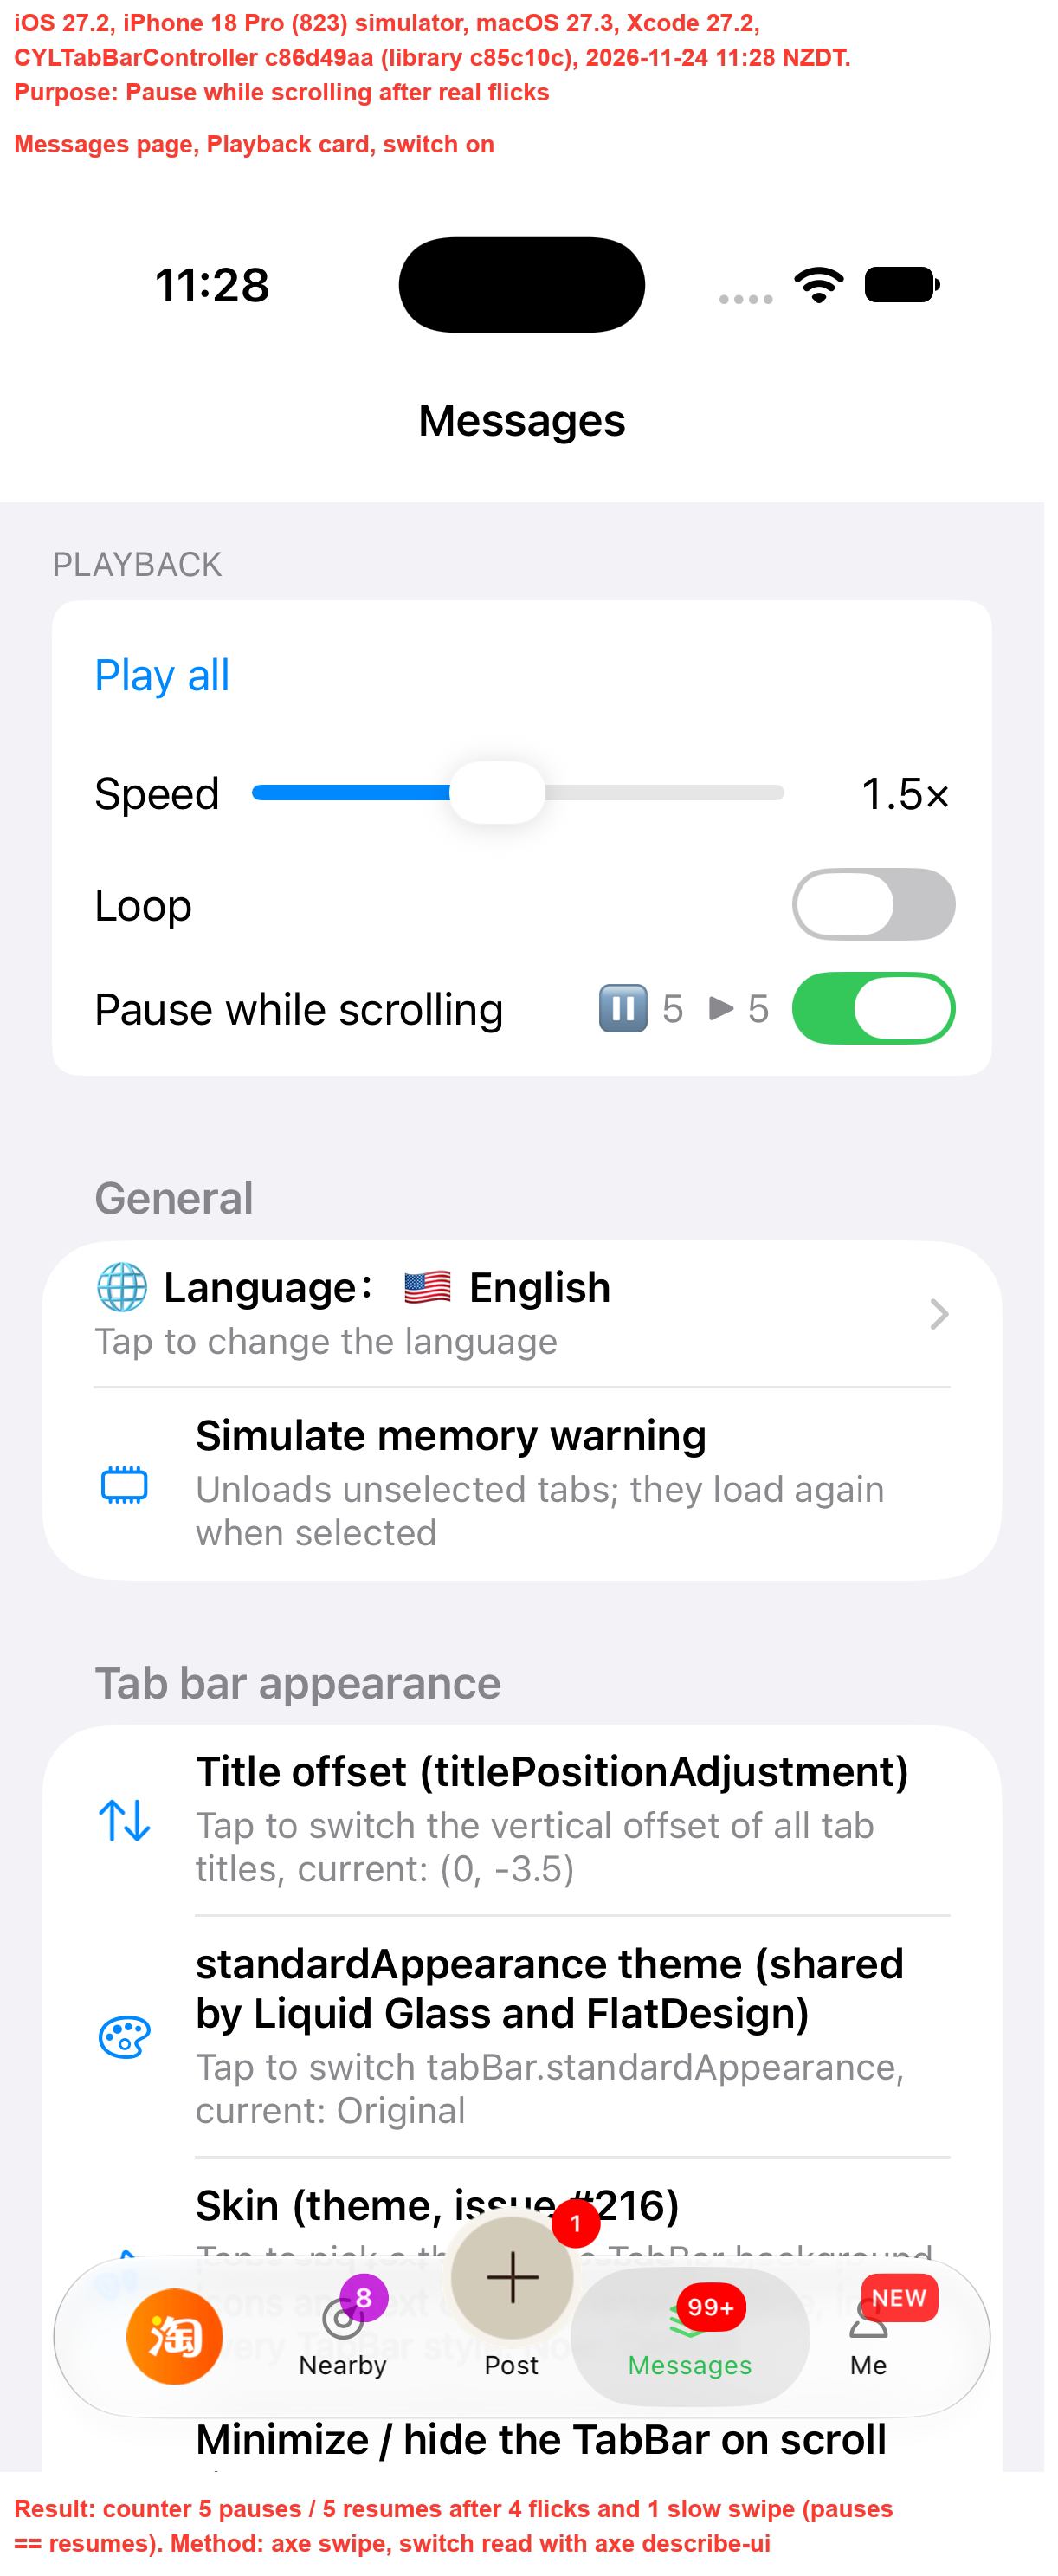 iOS 27.2, iPhone 18 Pro (823) simulator, macOS 27.3, Xcode 27.2,
CYLTabBarController c86d49aa (library c85c10c), 2026-11-24 11:28 NZDT.
Purpose: Pause while scrolling after real flicks
Messages page, Playback card, switch on
11:28
Messages
PLAYBACK
Play all
Speed 1.5×
Loop
Pause while scrolling ⏸ 5 ▶ 5
General
🌐 Language： 🇺🇸 English
Tap to change the language
Simulate memory warning
Unloads unselected tabs; they load again
when selected
Tab bar appearance
Title offset (titlePositionAdjustment)
Tap to switch the vertical offset of all tab
titles, current: (0, -3.5)
standardAppearance theme (shared
by Liquid Glass and FlatDesign)
Tap to switch tabBar.standardAppearance,
current: Original
Skin (theme, issue #216)
1
Tap to pick a TabBar background
8 99+ NEW
淘 Nearby Post Messages Me
Minimize / hide the TabBar on scroll
Result: counter 5 pauses / 5 resumes after 4 flicks and 1 slow swipe (pauses
== resumes). Method: axe swipe, switch read with axe describe-ui